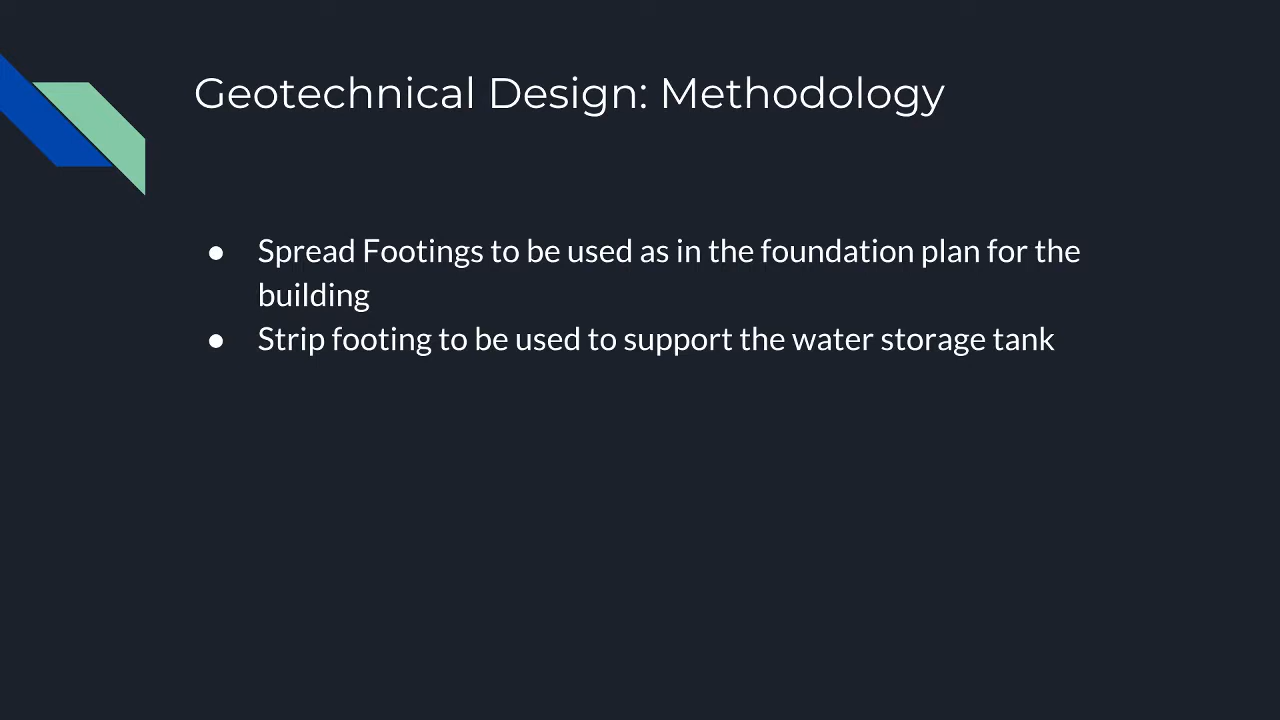 Geotechnical Design: Methodology
● Spread Footings to be used as in the foundation plan for the
building
● Strip footing to be used to support the water storage tank